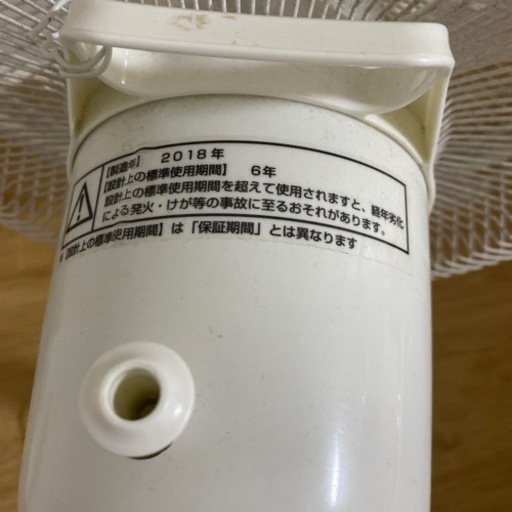 【製造年】 2018年
【設計上の標準使用期間】 6年
設計上の標準使用期間を超えて使用されますと、経年劣化
による発火・けが等の事故に至るおそれがあります。
※【設計上の標準使用期間】は「保証期間」とは異なります